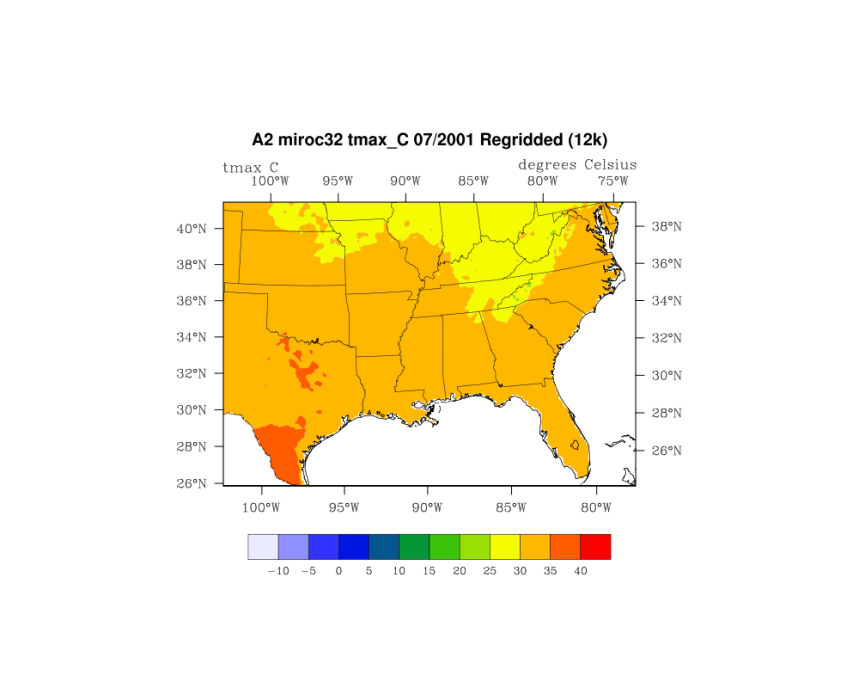 A2 miroc32 tmax_C 07/2001 Regridded (12k)
tmax C degrees Celsius
100°W 95°W 90°W 85°W 80°W 75°W
40°N 38°N
38°N 36°N
36°N 34°N
34°N 32°N
32°N 30°N
30°N 28°N
28°N 26°N
26°N
100°W 95°W 90°W 85°W 80°W
−10 −5 0 5 10 15 20 25 30 35 40